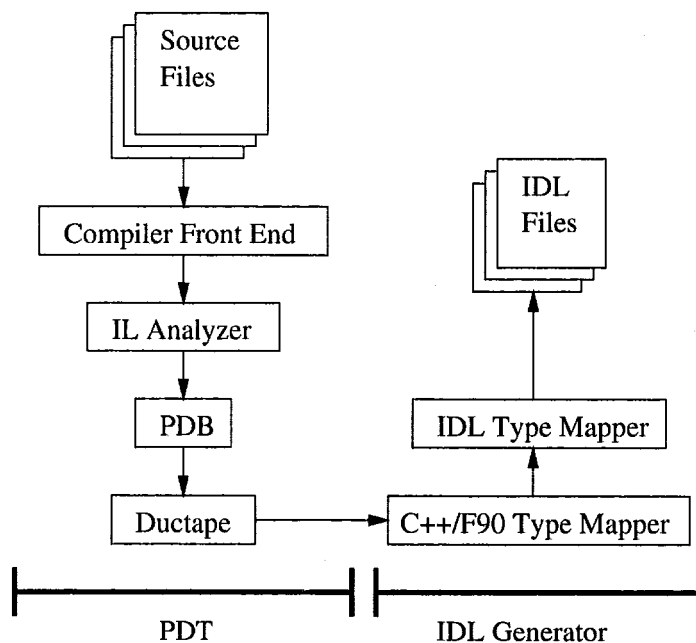 Source
Files
Compiler Front End
IL Analyzer
PDB
Ductape
IDL
Files
IDL Type Mapper
C++/F90 Type Mapper
PDT
IDL Generator